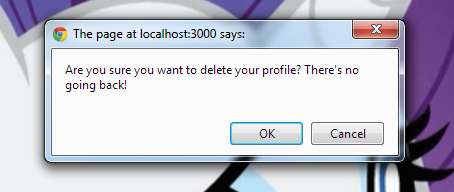 The page at localhost:3000 says:
Are you sure you want to delete your profile? There's no
going back!
OK
Cancel